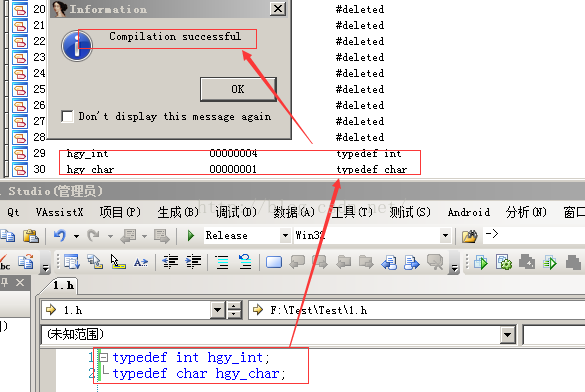 20 #deleted
Information
21 #deleted
22 #deleted
Compilation successful
23 #deleted
24 #deleted
25 #deleted
OK
26 #deleted
27 #deleted
Don't display this message again
28 #deleted
29 hgy_int 00000004 typedef int
30 hgy_char 00000001 typedef char
Studio(管理员)
Qt VAssistX 项目(P) 生成(B) 调试(D) 数据(A) 工具(T) 测试(S) Android 分析(N) 窗口
Release Win32 ->
1.h
1.h F:\Test\Test\1.h
(未知范围)
1 typedef int hgy_int;
2 typedef char hgy_char;